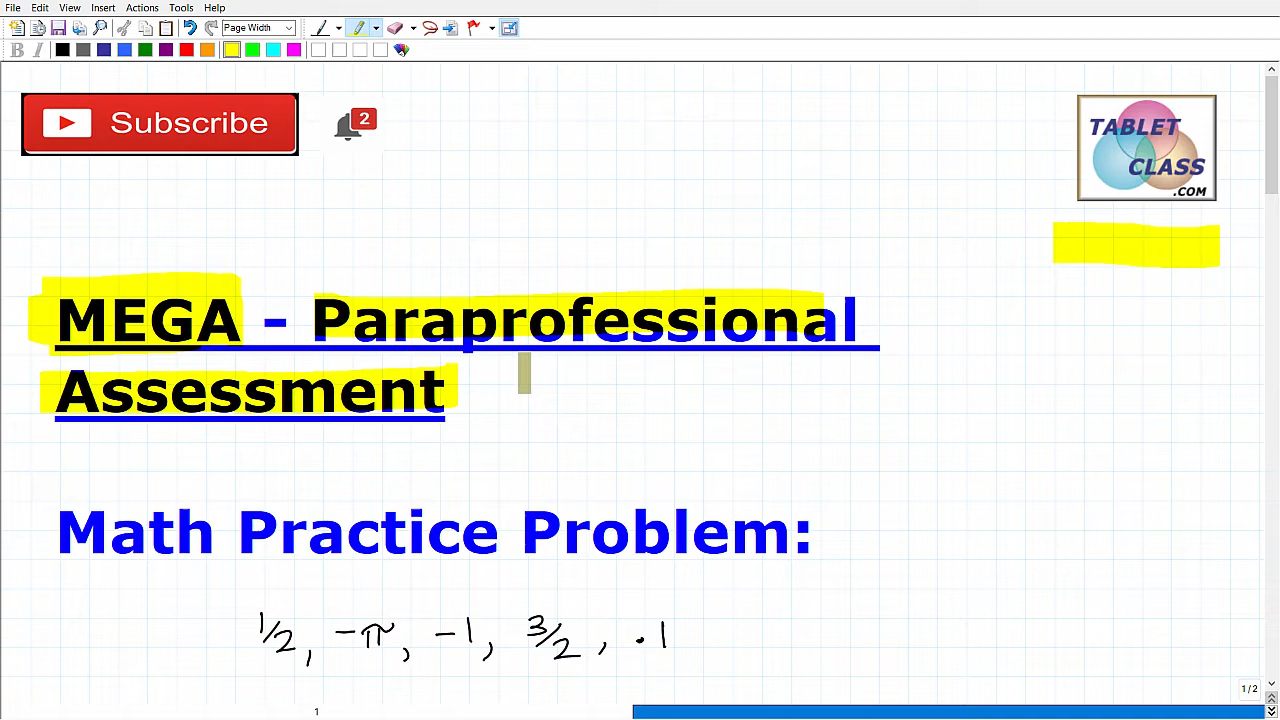 File Edit View Insert Actions Tools Help
Page Width
B I
Subscribe 2
TABLET
CLASS
.COM
MEGA - Paraprofessional
Assessment
Math Practice Problem:
1/2, -π, -1, 3/2, .1
1/2
1